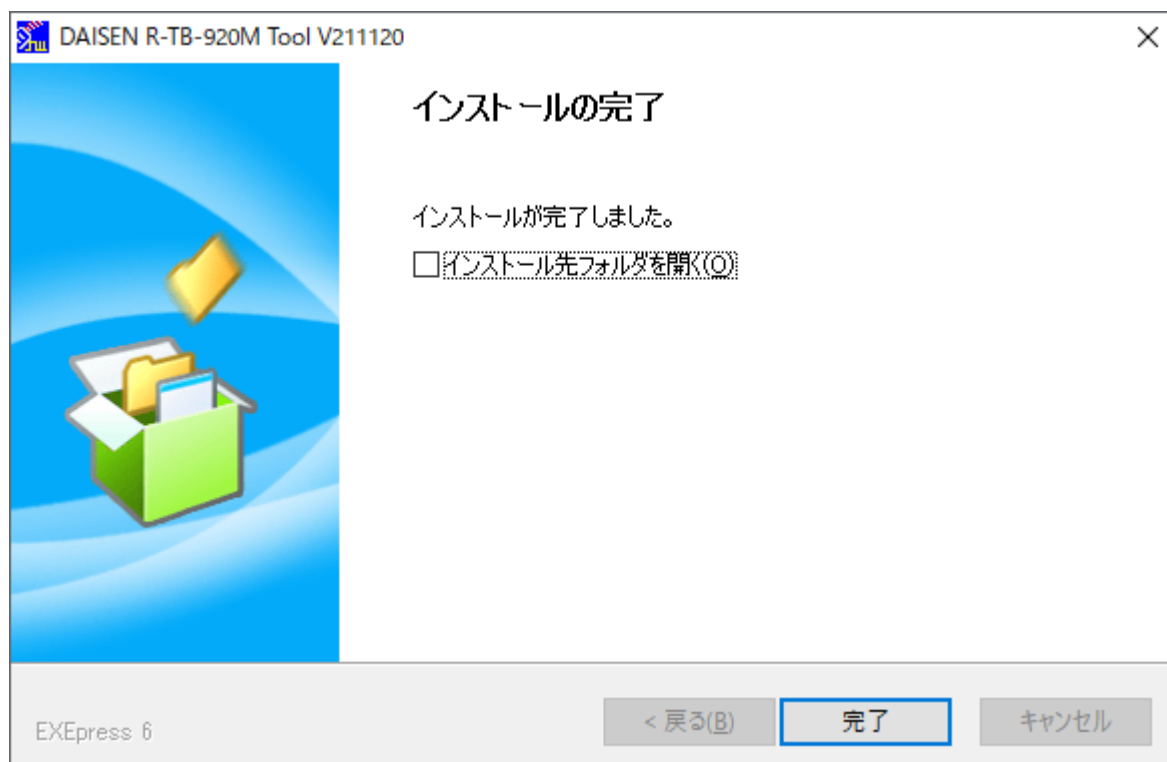 DAISEN R-TB-920M Tool V211120
インストールの完了
インストールが完了しました。
インストール先フォルダを開く(O)
EXEpress 6
< 戻る(B)
完了
キャンセル